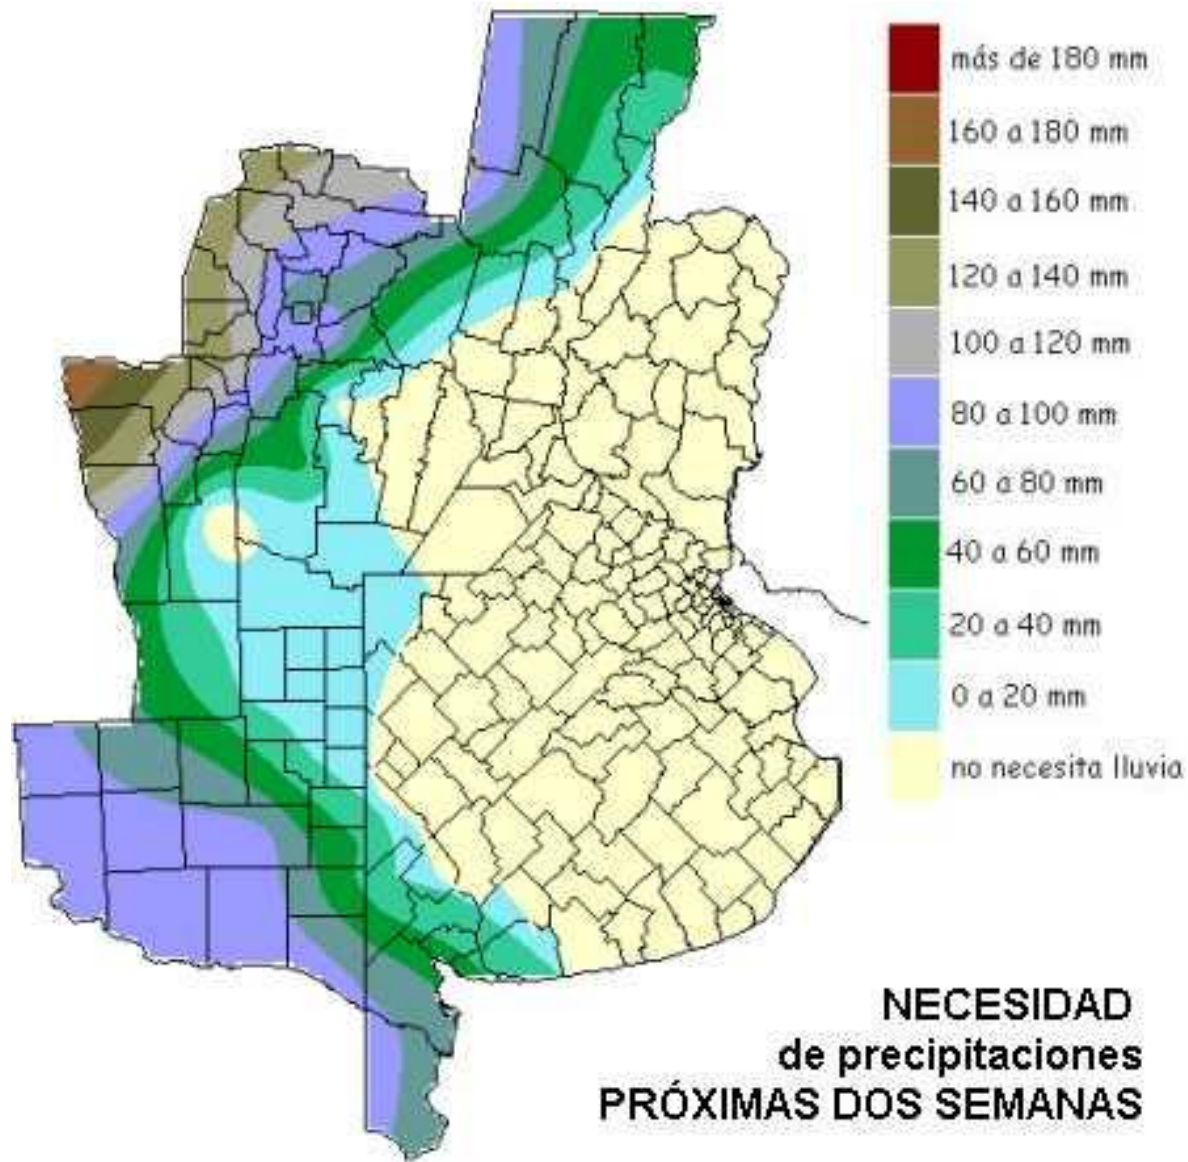 más de 180 mm
160 a 180 mm
140 a 160 mm
120 a 140 mm
100 a 120 mm
80 a 100 mm
60 a 80 mm
40 a 60 mm
20 a 40 mm
0 a 20 mm
no necesita lluvia
NECESIDAD
de precipitaciones
PRÓXIMAS DOS SEMANAS